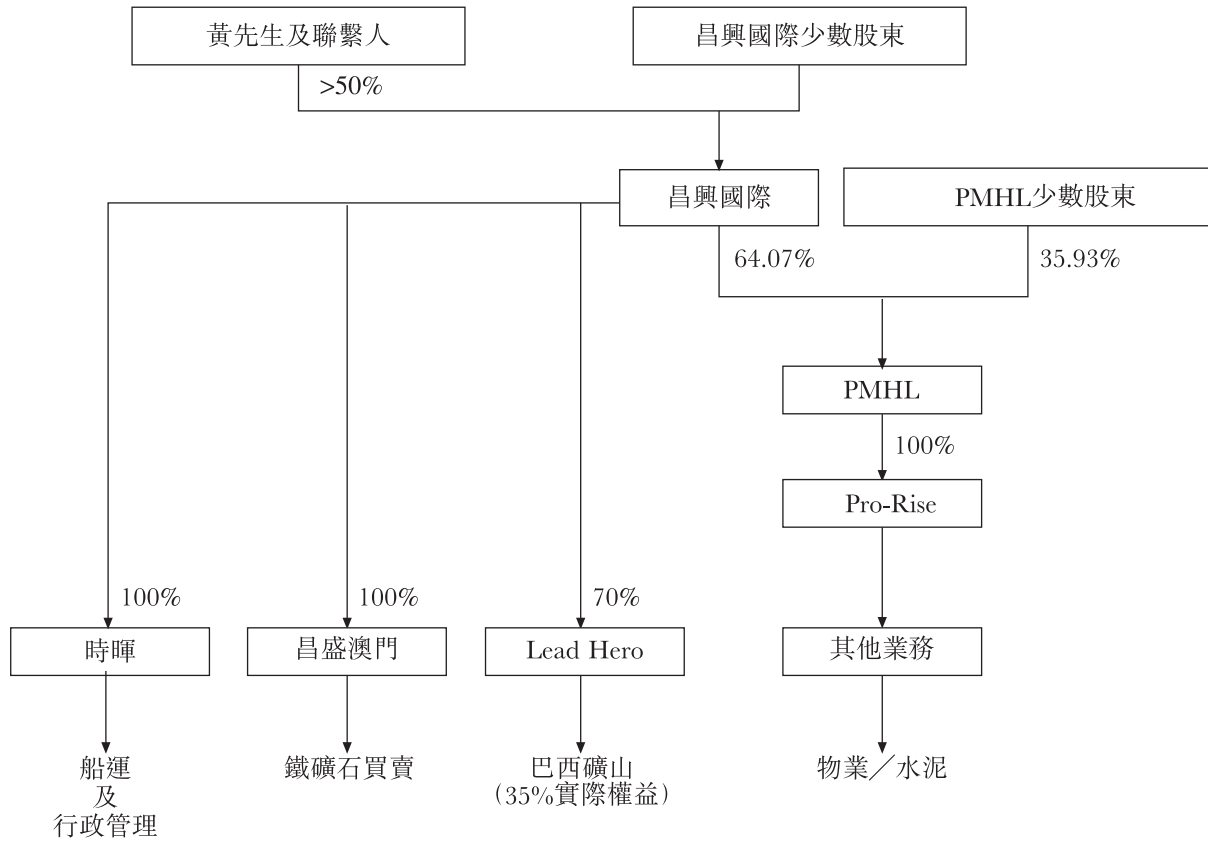 黃先生及聯繫人
昌興國際少數股東
>50%
昌興國際
PMHL少數股東
64.07%
35.93%
PMHL
100%
Pro-Rise
100%
100%
70%
時暉
昌盛澳門
Lead Hero
其他業務
船運
及
行政管理
鐵礦石買賣
巴西礦山
（35%實際權益）
物業／水泥